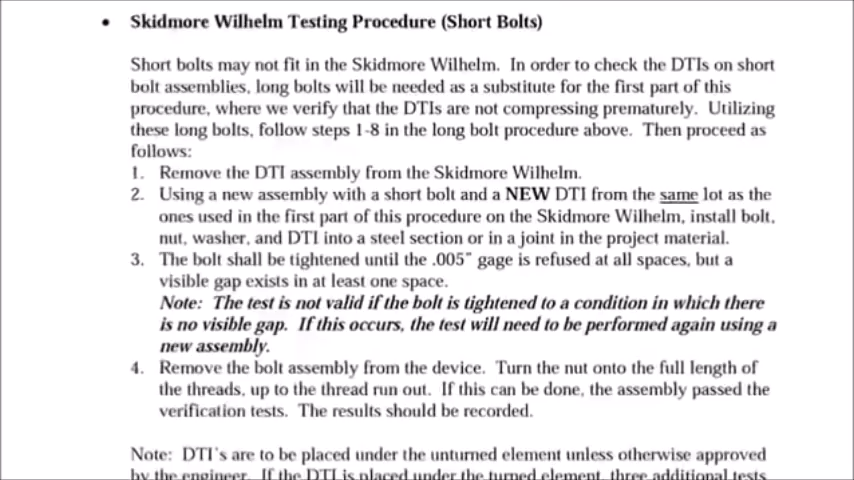 • Skidmore Wilhelm Testing Procedure (Short Bolts)
Short bolts may not fit in the Skidmore Wilhelm. In order to check the DTIs on short
bolt assemblies, long bolts will be needed as a substitute for the first part of this
procedure, where we verify that the DTIs are not compressing prematurely. Utilizing
these long bolts, follow steps 1-8 in the long bolt procedure above. Then proceed as
follows:
1. Remove the DTI assembly from the Skidmore Wilhelm.
2. Using a new assembly with a short bolt and a NEW DTI from the same lot as the
ones used in the first part of this procedure on the Skidmore Wilhelm, install bolt,
nut, washer, and DTI into a steel section or in a joint in the project material.
3. The bolt shall be tightened until the .005" gage is refused at all spaces, but a
visible gap exists in at least one space.
Note: The test is not valid if the bolt is tightened to a condition in which there
is no visible gap. If this occurs, the test will need to be performed again using a
new assembly.
4. Remove the bolt assembly from the device. Turn the nut onto the full length of
the threads, up to the thread run out. If this can be done, the assembly passed the
verification tests. The results should be recorded.
Note: DTI's are to be placed under the unturned element unless otherwise approved
by the engineer. If the DTI is placed under the turned element, three additional tests